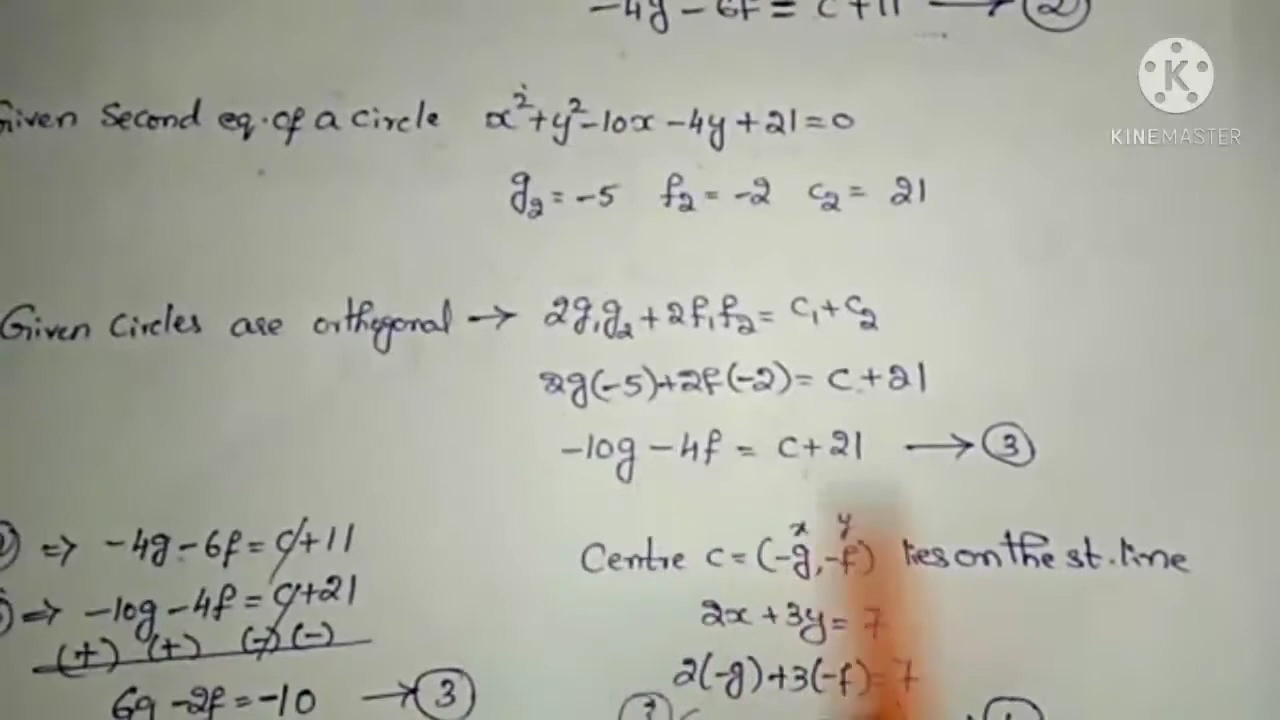 -4g - 6f = c + 11 → ②
KINEMASTER
Given Second eq. of a circle x²+y²-10x-4y+21=0
g₂ = -5 f₂ = -2 c₂ = 21
Given Circles are orthogonal → 2g₁g₂+2f₁f₂ = c₁+c₂
2g(-5)+2f(-2) = c+21
-10g - 4f = c+21 → ③
② ⇒ -4g - 6f = c+11
⇒ -10g - 4f = c+21
(+) (+) (-) (-)
6g - 2f = -10 → ③
x y
Centre c = (-g, -f) lies on the st. line
2x + 3y = 7
2(-g)+3(-f) = 7